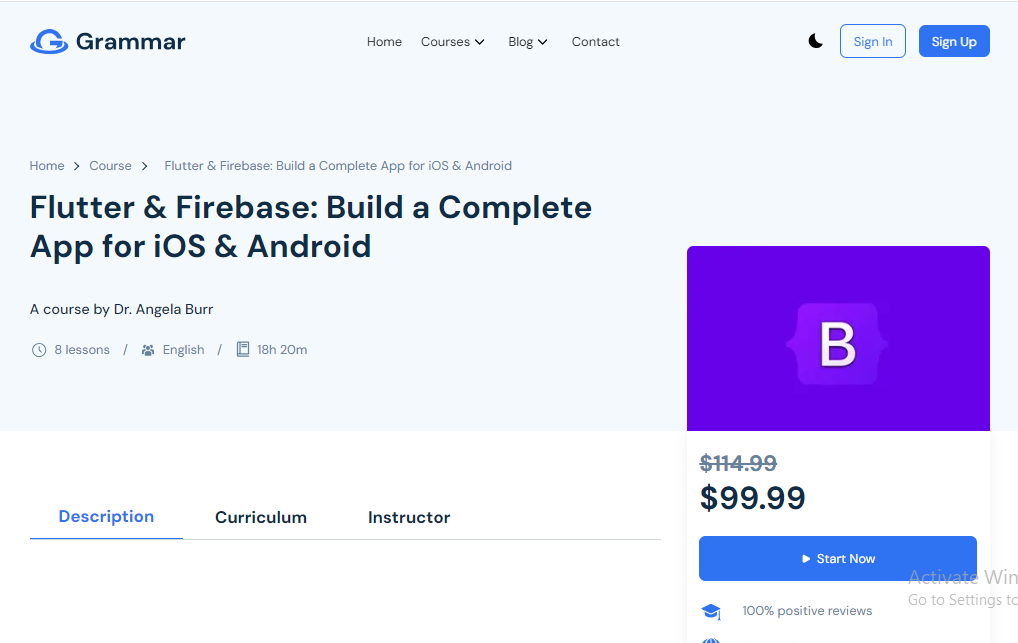 Grammar
Home Courses Blog Contact
Sign In Sign Up
Home Course Flutter & Firebase: Build a Complete App for iOS & Android
Flutter & Firebase: Build a Complete
App for iOS & Android
A course by Dr. Angela Burr
8 lessons / English / 18h 20m
B
$114.99
$99.99
Description Curriculum Instructor
Start Now
Activate Win
Go to Settings to
100% positive reviews